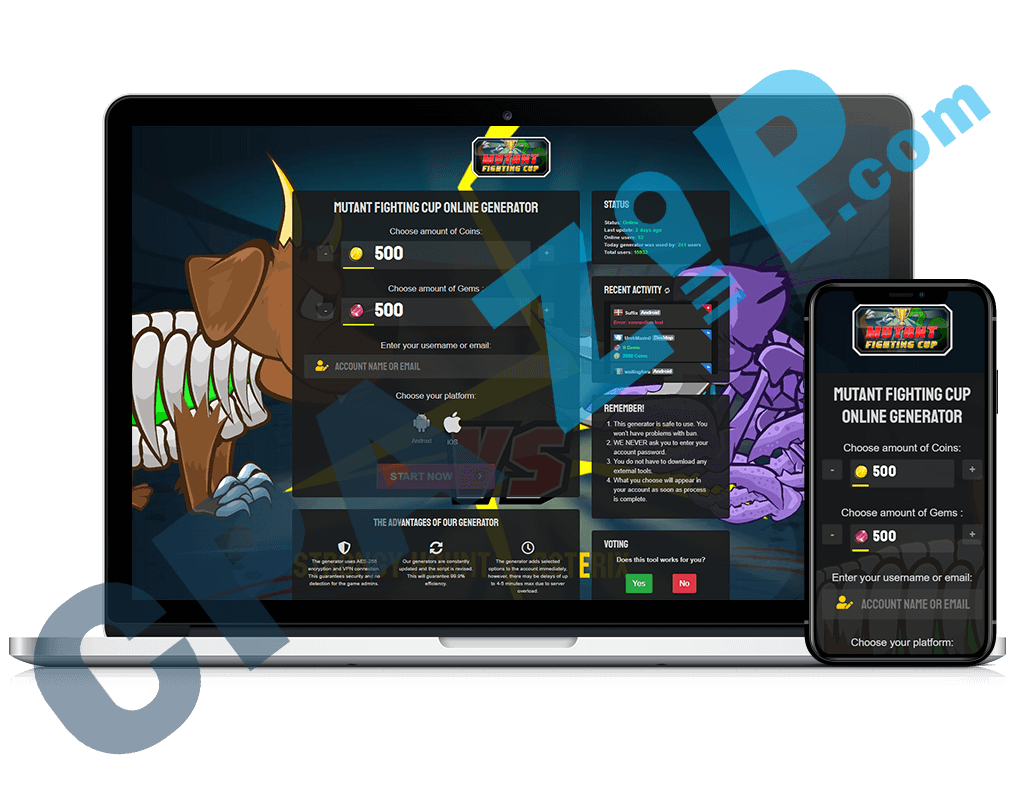 MUTANT
FIGHTING CUP
MUTANT FIGHTING CUP ONLINE GENERATOR
Choose amount of Coins:
-
500
+
Choose amount of Gems :
-
500
+
Enter your username or email:
ACCOUNT NAME OR EMAIL
Choose your platform:
Android
iOS
START NOW
VS
THE ADVANTAGES OF OUR GENERATOR
The generator uses AES-256
encryption and VPN connection.
This guarantees security and no
detection for the game admins.
Our generators are constantly
updated and the script is revised.
This will guarantee 99.9%
efficiency.
The generator adds selected
options to the account immediately,
however, there may be delays of up
to 4-5 minutes max due to server
overload.
STATUS
Status: Online
Last update: 2 days ago
Online users:
Today generator was used by: users
Total users:
RECENT ACTIVITY
Suffix Android
Error: connection lost
Desktop
0 Gems
2000 Coins
Android
REMEMBER!
1. This generator is safe to use. You
won't have problems with ban
2. WE NEVER ask you to enter your
account password.
3. You do not have to download any
external tools.
4. What you choose will appear in
your account as soon as process
is complete.
VOTING
Does this tool works for you?
Yes
No
MUTANT
FIGHTING CUP
MUTANT FIGHTING CUP
ONLINE GENERATOR
Choose amount of Coins:
-
500
+
Choose amount of Gems :
-
500
+
Enter your username or email:
ACCOUNT NAME OR EMAIL
Choose your platform:
CPAZIP.com